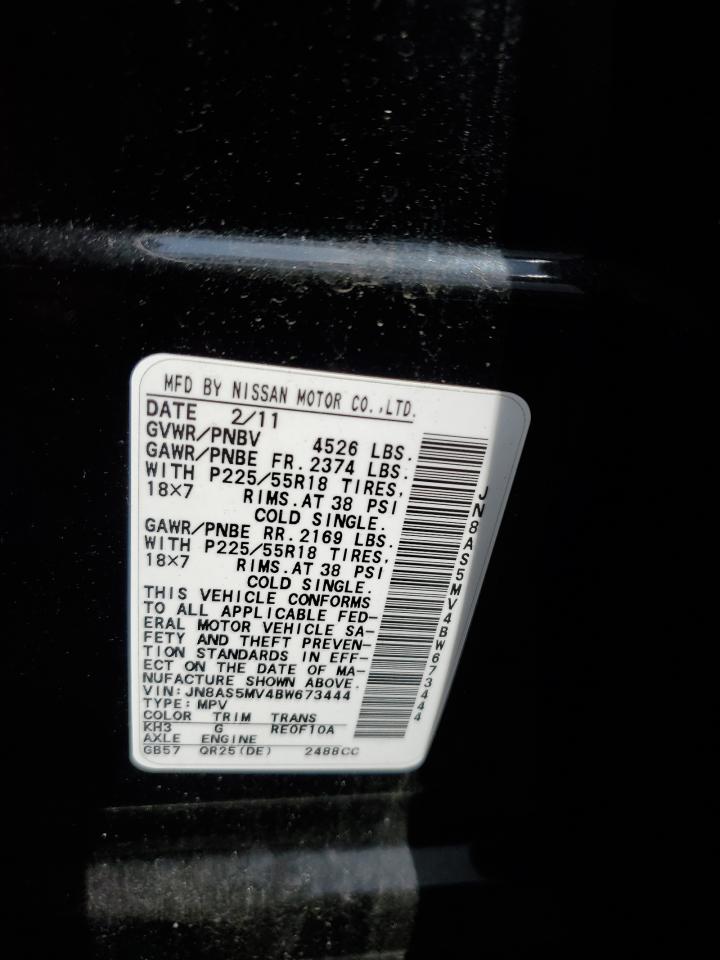 MFD BY NISSAN MOTOR CO.,LTD.
DATE 2/11
GVWR/PNBV 4526 LBS.
GAWR/PNBE FR. 2374 LBS.
WITH P225/55R18 TIRES,
18×7 RIMS.AT 38 PSI
COLD SINGLE.
GAWR/PNBE RR. 2169 LBS.
WITH P225/55R18 TIRES,
18×7 RIMS.AT 38 PSI
COLD SINGLE.
THIS VEHICLE CONFORMS
TO ALL APPLICABLE FED-
ERAL MOTOR VEHICLE SA-
FETY AND THEFT PREVEN-
TION STANDARDS IN EFF-
ECT ON THE DATE OF MA-
NUFACTURE SHOWN ABOVE.
VIN:JN8AS5MV4BW673444
TYPE:MPV
COLOR TRIM TRANS
KH3 G RE0F10A
AXLE ENGINE
GB57 QR25(DE) 2488CC
JN8AS5MV4BW673444